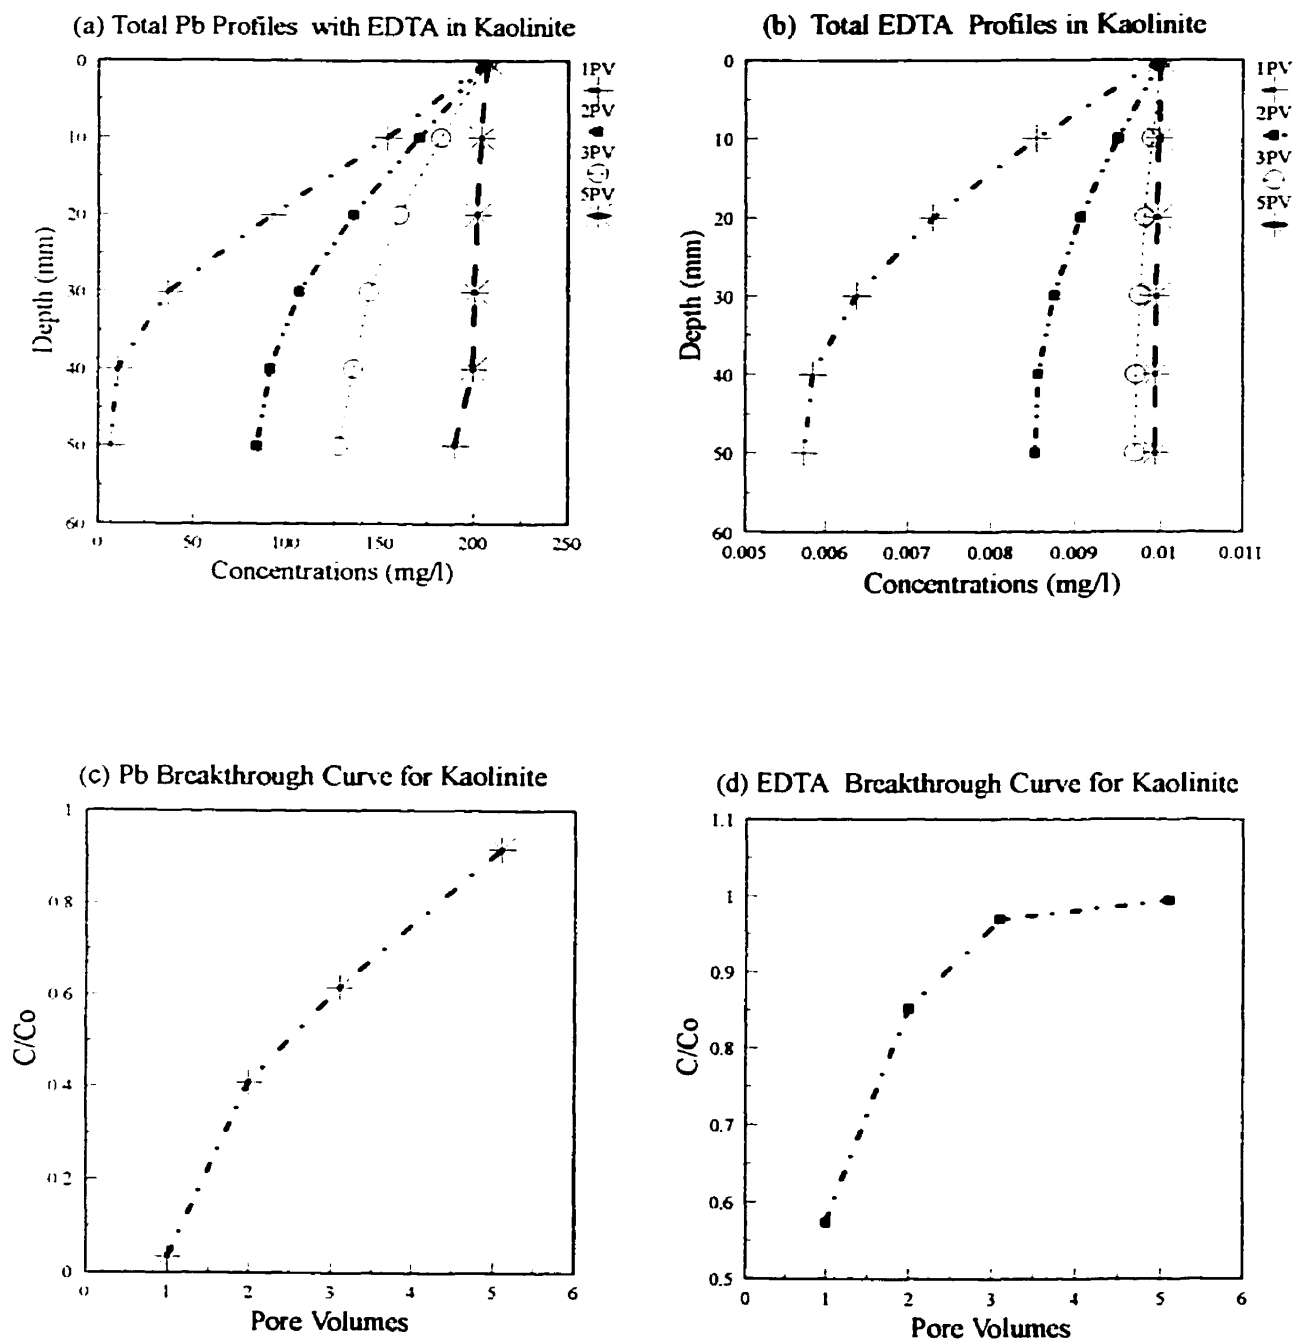 (a) Total Pb Profiles with EDTA in Kaolinite
0
10
20
30
40
50
60
Depth (mm)
0 50 100 150 200 250
Concentrations (mg/l)
1PV
2PV
3PV
5PV
(b) Total EDTA Profiles in Kaolinite
0
10
20
30
40
50
60
Depth (mm)
0.005 0.006 0.007 0.008 0.009 0.01 0.011
Concentrations (mg/l)
1PV
2PV
3PV
5PV
(c) Pb Breakthrough Curve for Kaolinite
1
0.8
0.6
0.4
0.2
0
C/Co
0 1 2 3 4 5 6
Pore Volumes
(d) EDTA Breakthrough Curve for Kaolinite
1.1
1
0.9
0.8
0.7
0.6
0.5
C/Co
0 1 2 3 4 5 6
Pore Volumes